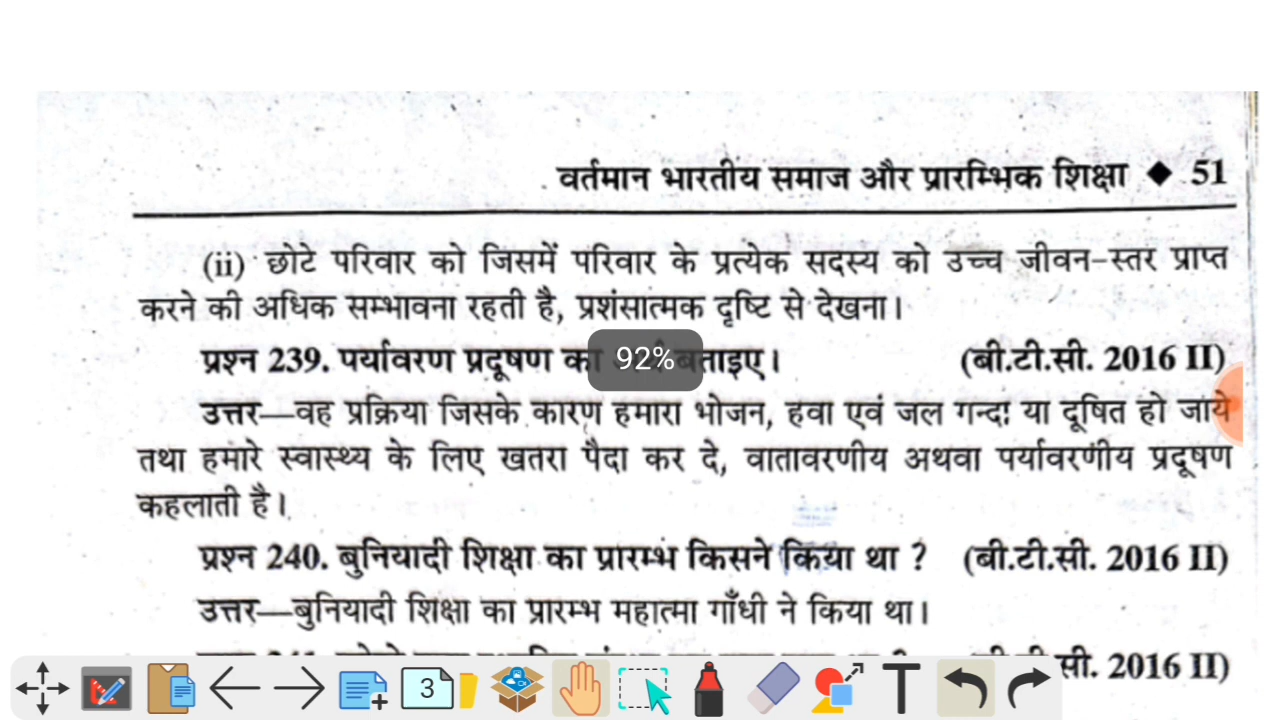 वर्तमान भारतीय समाज और प्रारम्भिक शिक्षा ◆ 51
(ii) छोटे परिवार को जिसमें परिवार के प्रत्येक सदस्य को उच्च जीवन-स्तर प्राप्त
करने की अधिक सम्भावना रहती है, प्रशंसात्मक दृष्टि से देखना।
प्रश्न 239. पर्यावरण प्रदूषण का बताइए। (बी.टी.सी. 2016 II)
92%
उत्तर—वह प्रक्रिया जिसके कारण हमारा भोजन, हवा एवं जल गन्दा या दूषित हो जाये
तथा हमारे स्वास्थ्य के लिए खतरा पैदा कर दे, वातावरणीय अथवा पर्यावरणीय प्रदूषण
कहलाती है।
प्रश्न 240. बुनियादी शिक्षा का प्रारम्भ किसने किया था ? (बी.टी.सी. 2016 II)
उत्तर—बुनियादी शिक्षा का प्रारम्भ महात्मा गाँधी ने किया था।
सी. 2016 II)
3
T